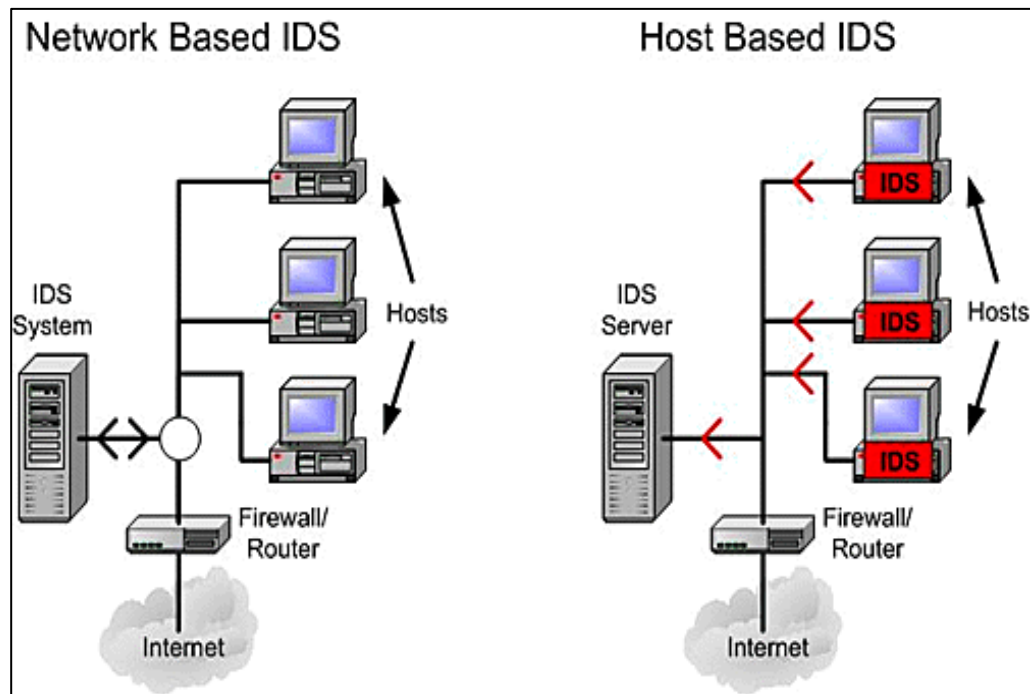 Network Based IDS
IDS
System
Hosts
Firewall/
Router
Internet
Host Based IDS
IDS
IDS
Server
IDS
Hosts
IDS
Firewall/
Router
Internet